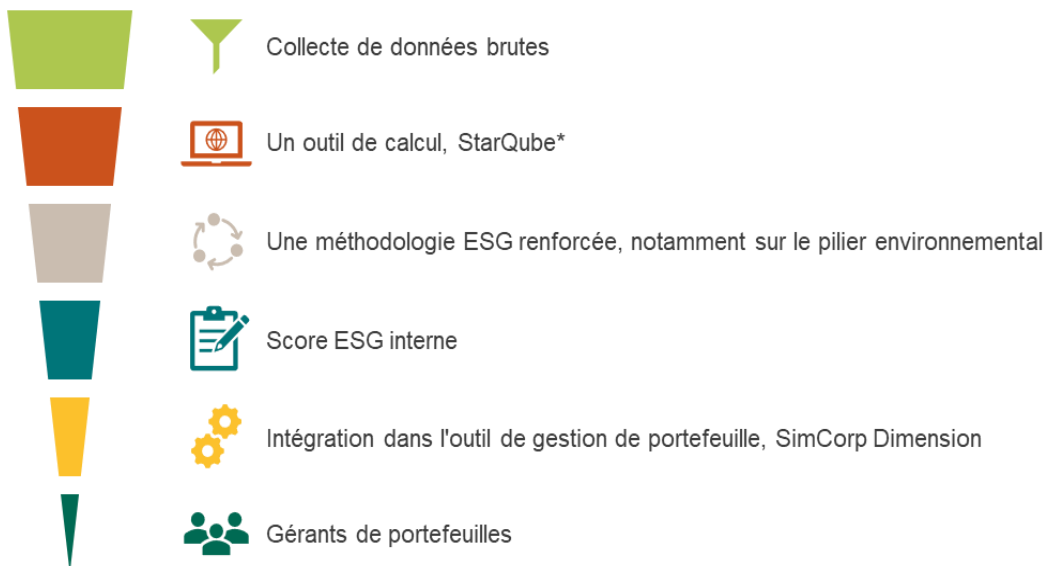 Collecte de données brutes
Un outil de calcul, StarQube*
Une méthodologie ESG renforcée, notamment sur le pilier environnemental
Score ESG interne
Intégration dans l'outil de gestion de portefeuille, SimCorp Dimension
Gérants de portefeuilles